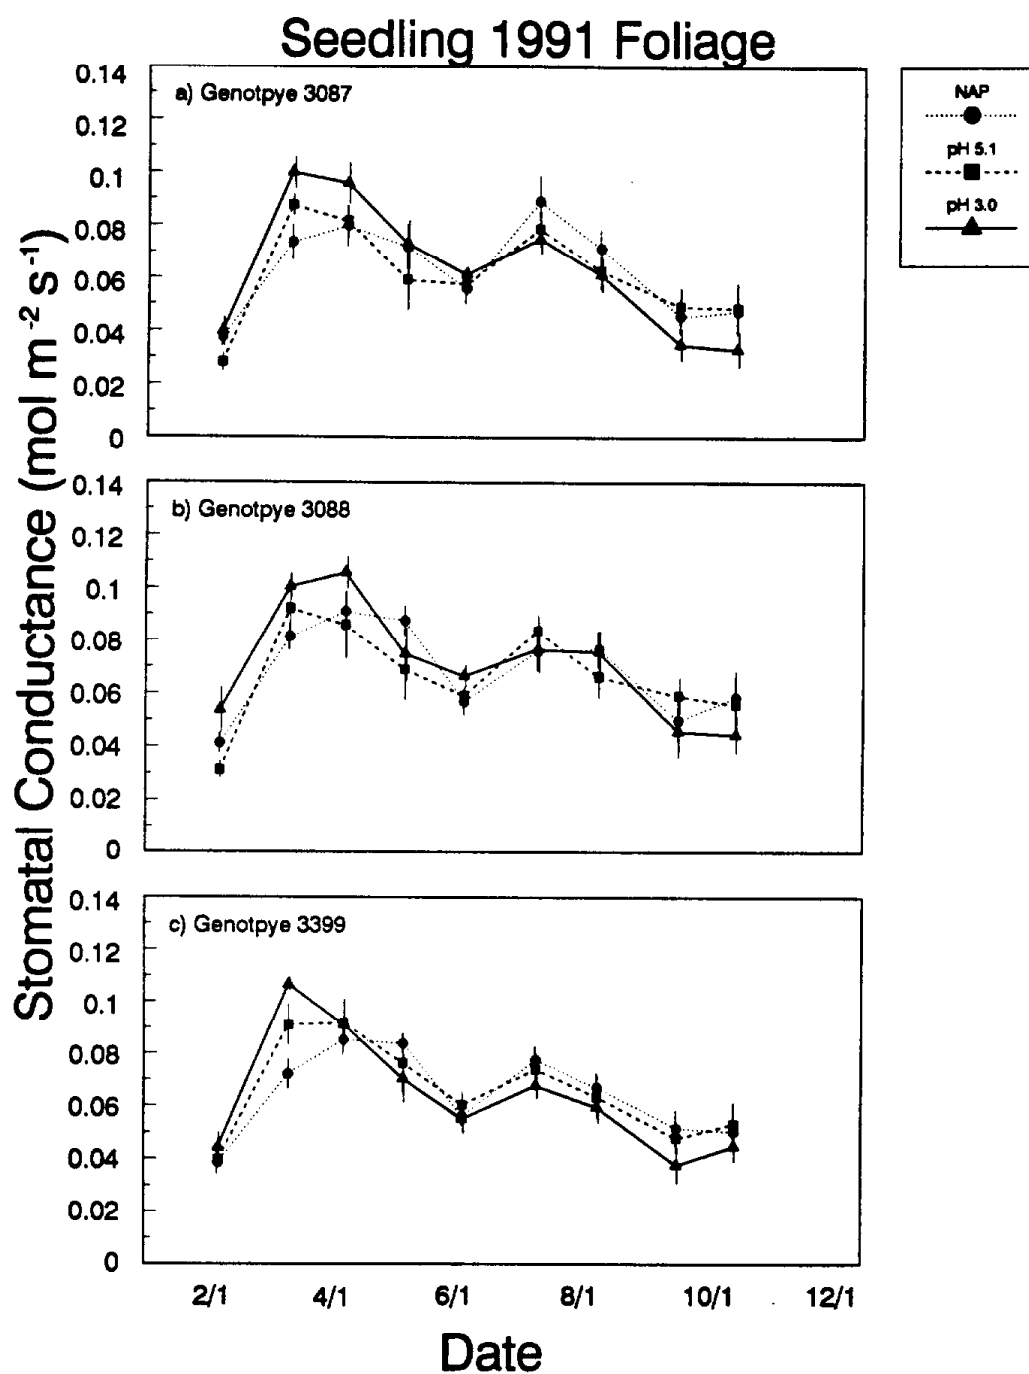 Seedling 1991 Foliage
Stomatal Conductance (mol m⁻² s⁻¹)
a) Genotpye 3087
0.14
0.12
0.1
0.08
0.06
0.04
0.02
0
NAP
pH 5.1
pH 3.0
b) Genotpye 3088
0.14
0.12
0.1
0.08
0.06
0.04
0.02
0
c) Genotpye 3399
0.14
0.12
0.1
0.08
0.06
0.04
0.02
0
2/1 4/1 6/1 8/1 10/1 12/1
Date